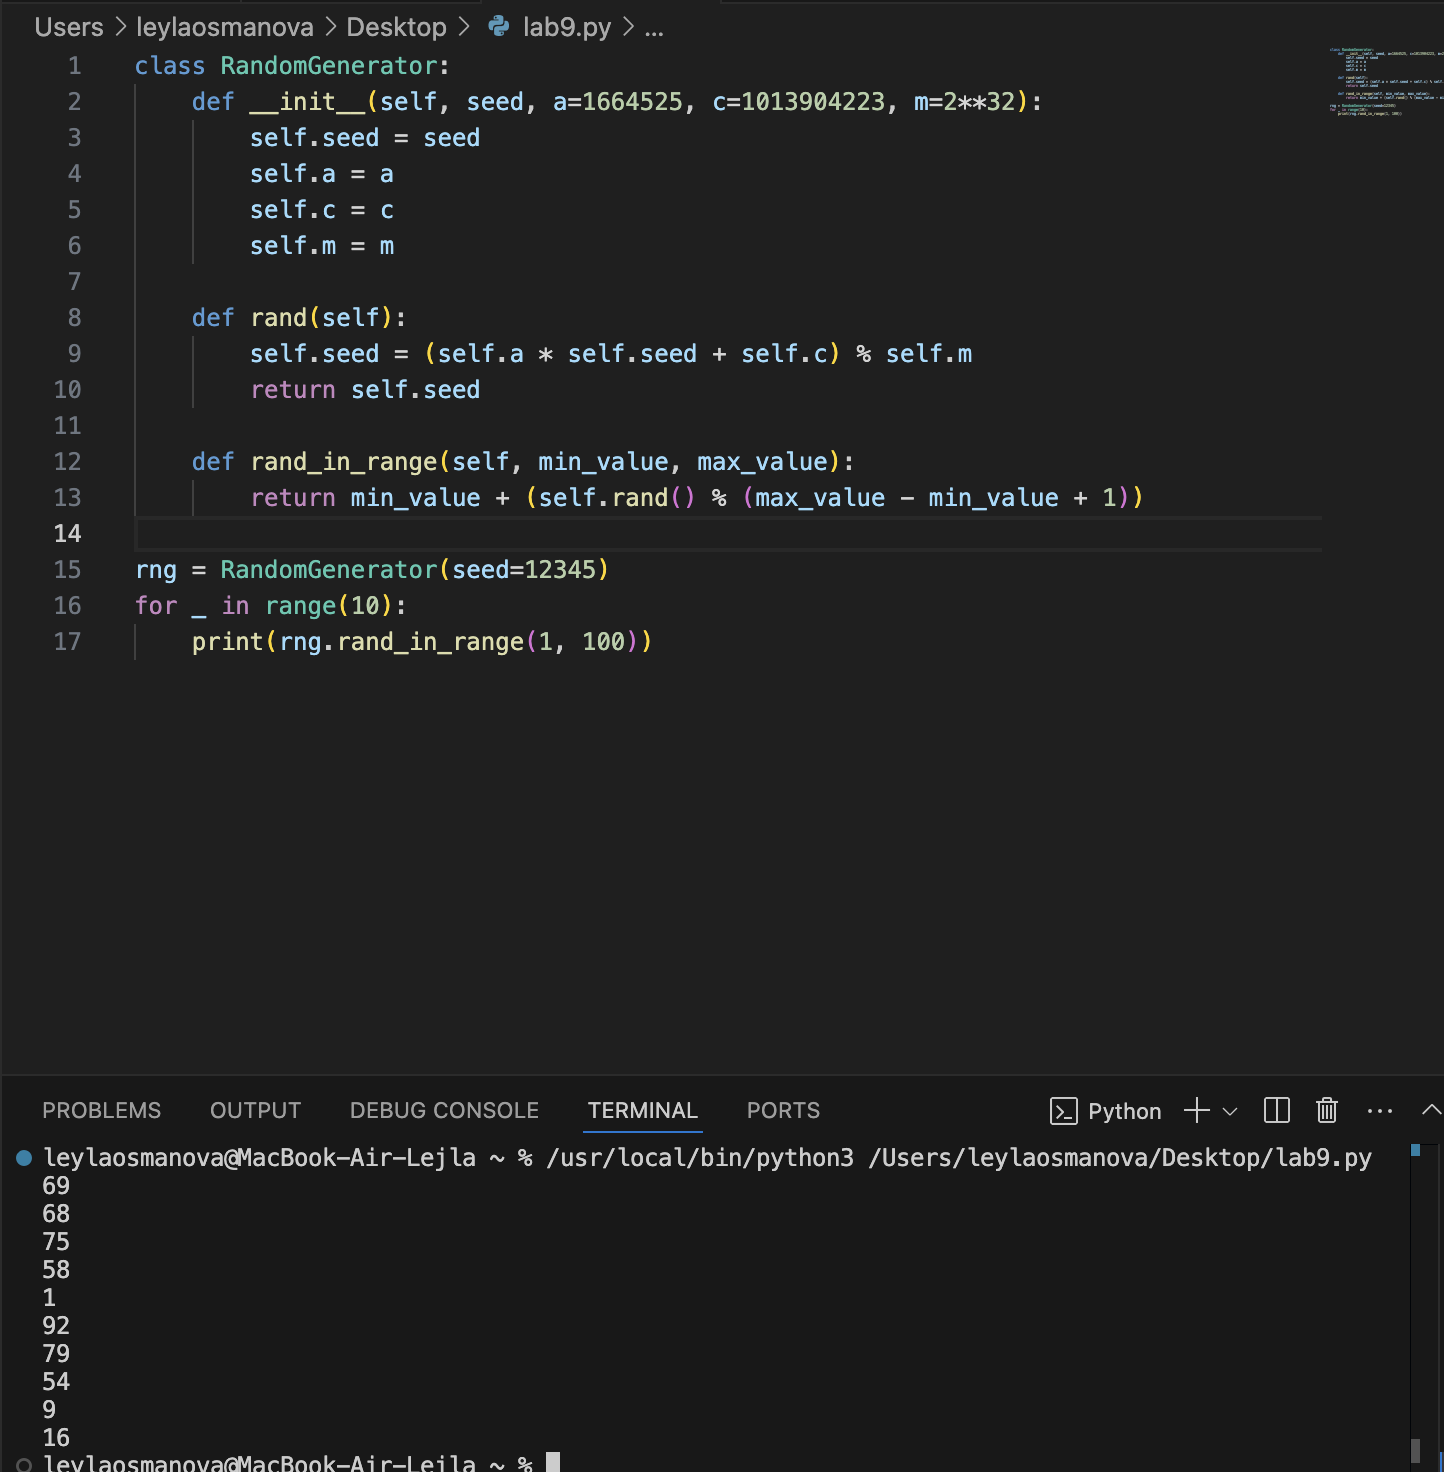 Users > leylaosmanova > Desktop > lab9.py > ...
1 class RandomGenerator:
2     def __init__(self, seed, a=1664525, c=1013904223, m=2**32):
3         self.seed = seed
4         self.a = a
5         self.c = c
6         self.m = m
7
8     def rand(self):
9         self.seed = (self.a * self.seed + self.c) % self.m
10         return self.seed
11
12     def rand_in_range(self, min_value, max_value):
13         return min_value + (self.rand() % (max_value - min_value + 1))
14
15 rng = RandomGenerator(seed=12345)
16 for _ in range(10):
17     print(rng.rand_in_range(1, 100))
PROBLEMS OUTPUT DEBUG CONSOLE TERMINAL PORTS Python
leylaosmanova@MacBook-Air-Lejla ~ % /usr/local/bin/python3 /Users/leylaosmanova/Desktop/lab9.py
69
68
75
58
1
92
79
54
9
16
leylaosmanova@MacBook-Air-Lejla ~ %